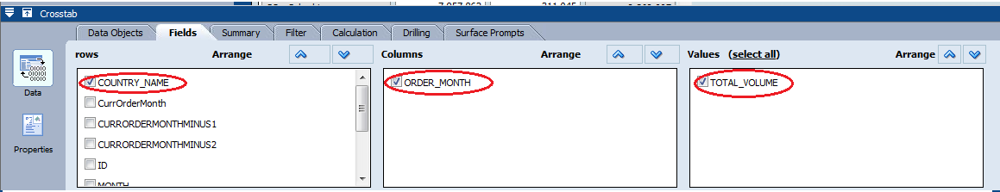 Crosstab
Data Objects Fields Summary Filter Calculation Drilling Surface Prompts
rows Arrange Columns Arrange Values (select all) Arrange
COUNTRY_NAME ORDER_MONTH TOTAL_VOLUME
CurrOrderMonth
Data
CURRORDERMONTHMINUS1
Properties
CURRORDERMONTHMINUS2
ID
MONTH